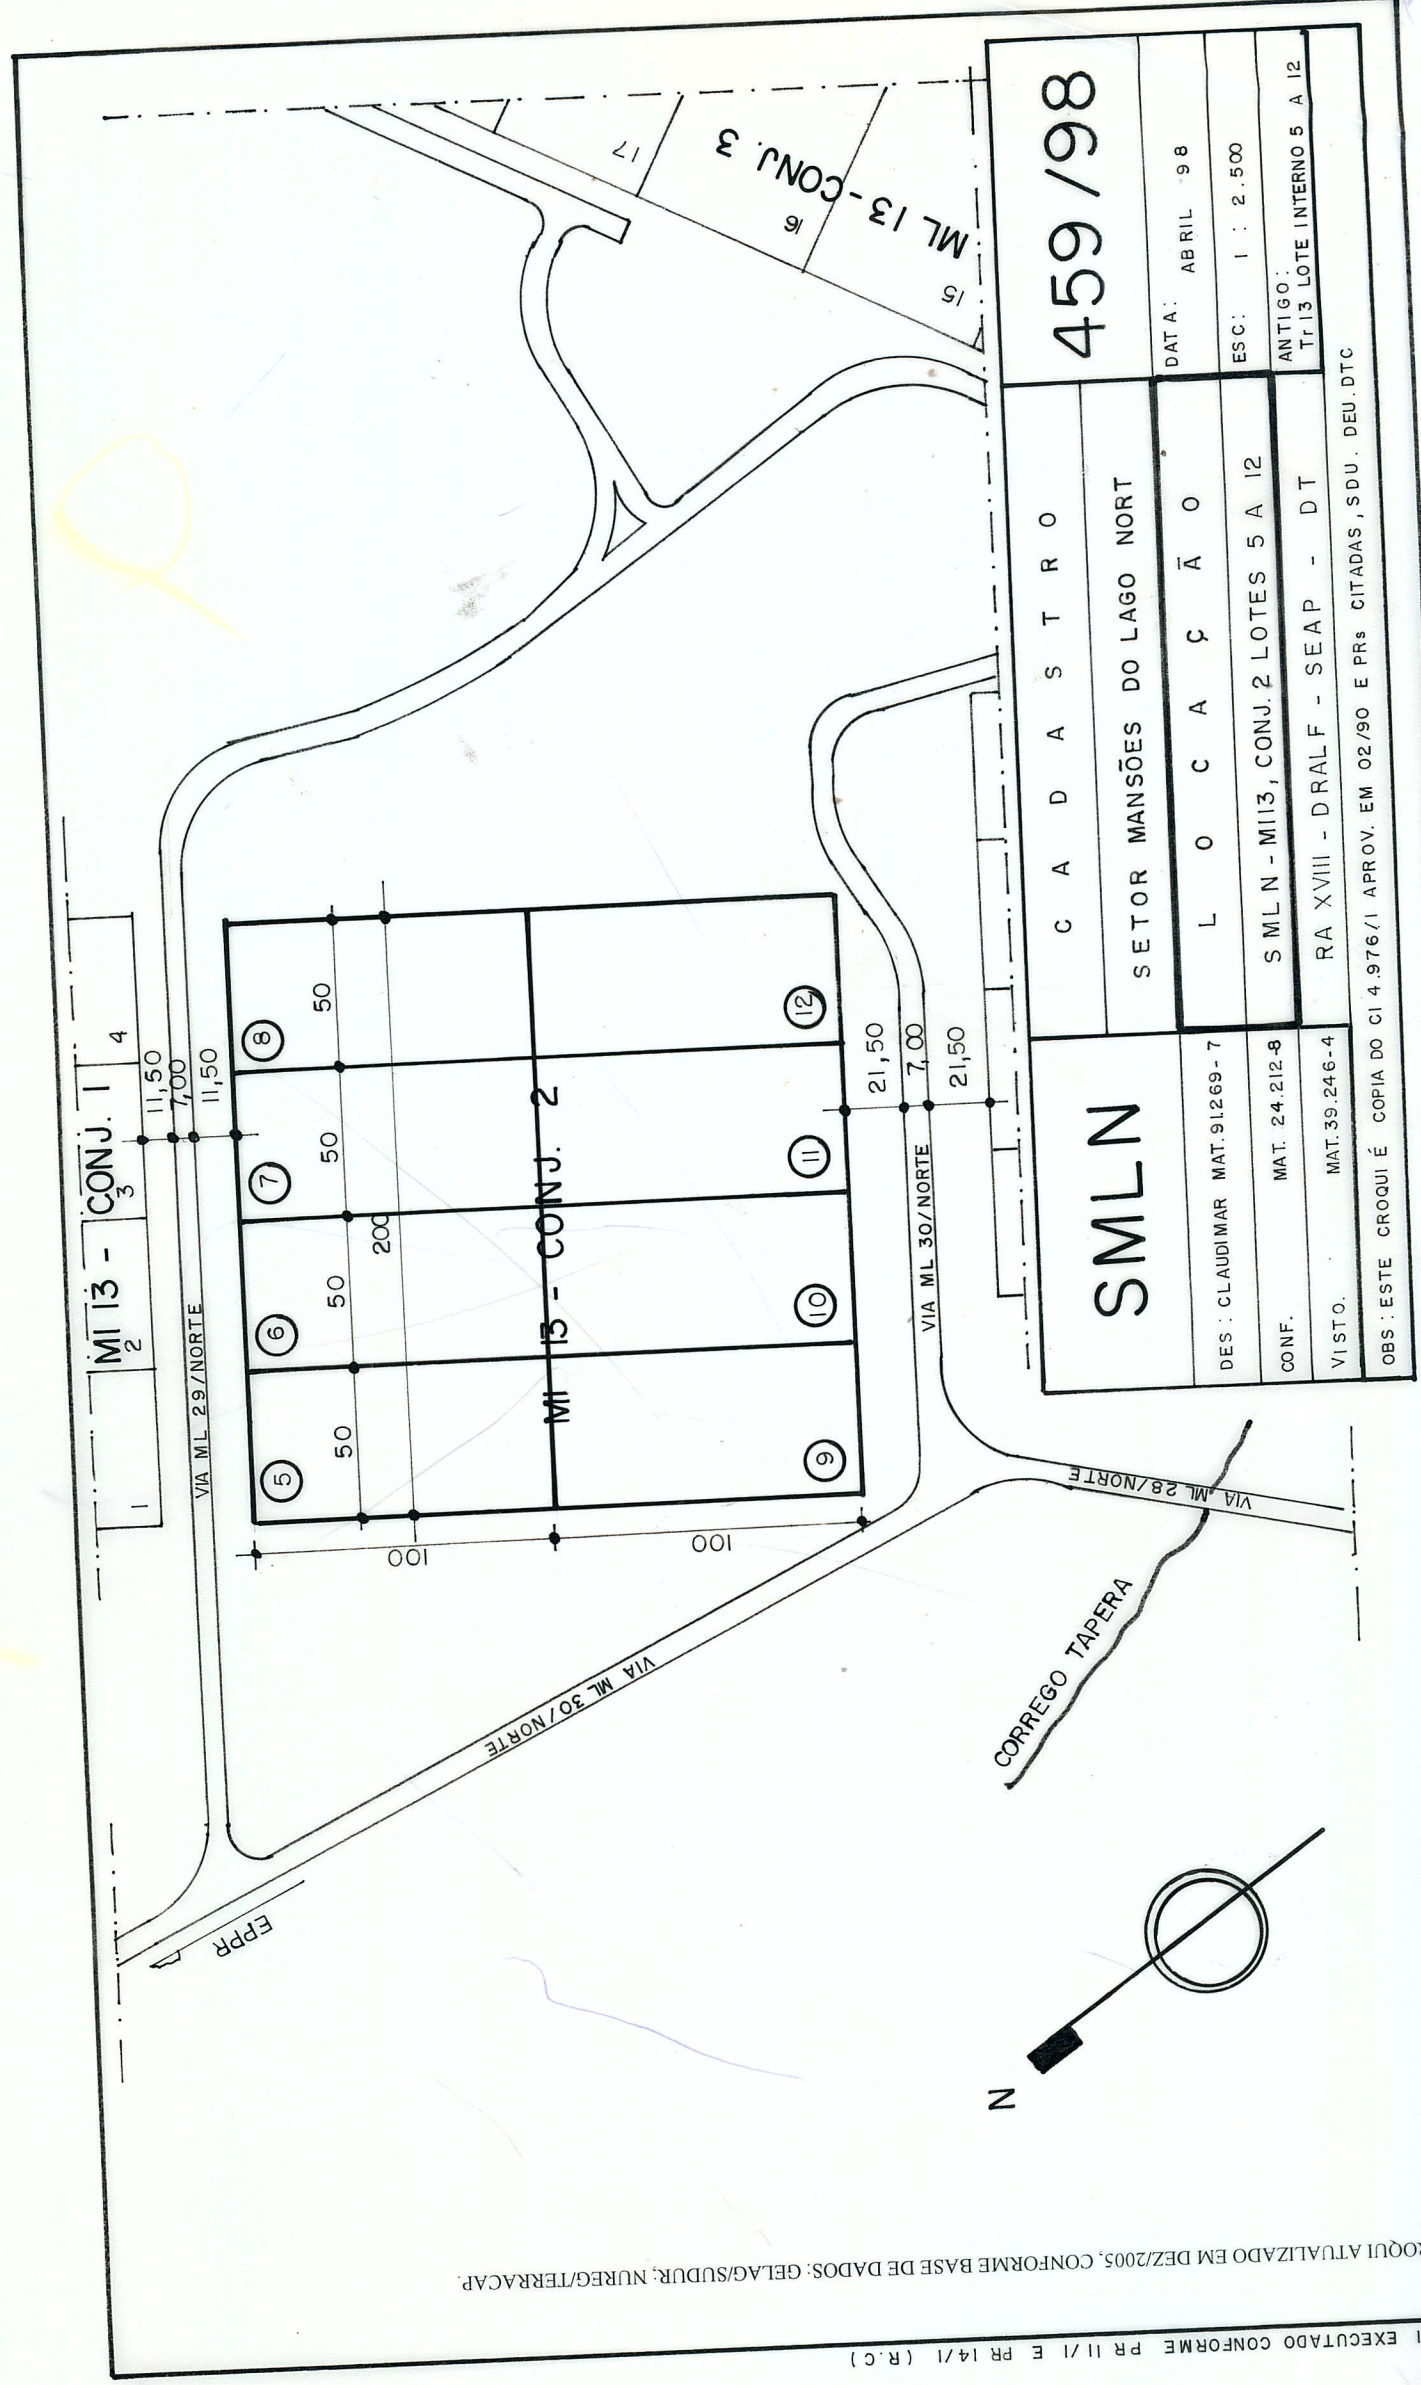 MI 13 - CONJ. 1
1
2
3
4
11,50
7,00
11,50
VIA ML 29/NORTE
5
6
7
8
50
50
50
50
200
100
100
MI 13 - CONJ. 2
9
10
11
12
21,50
7,00
21,50
VIA ML 30/NORTE
VIA ML 30/NORTE
VIA ML 28/NORTE
EPPR
CORREGO TAPERA
N
17
16
15
ML 13 - CONJ. 3
SMLN
CADASTRO
459/98
SETOR MANSÕES DO LAGO NORT
DES: CLAUDIMAR MAT.91269-7
LOCAÇÃO
DATA: ABRIL 98
CONF. MAT. 24.212-8
SMLN - MI13, CONJ. 2 LOTES 5 A 12
ESC: 1 : 2.500
VISTO. MAT.39.246-4
RA XVIII - DRALF - SEAP - DT
ANTIGO:
Tr 13 LOTE INTERNO 5 A 12
OBS: ESTE CROQUI É COPIA DO CI 4.976/1 APROV. EM 02/90 E PRs CITADAS, SDU. DEU. DTC
ROQUI ATUALIZADO EM DEZ/2005, CONFORME BASE DE DADOS: GELAG/SUDUR; NUREG/TERRACAP.
I EXECUTADO CONFORME PR 11/1 E PR 14/1 (R.C)